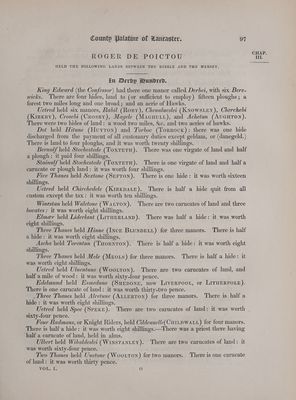 County Palatine of Lancaster. 97
CHAP.
III.
ROGER DE POICTOU
HELD THE FOLLOWING LANDS BETWEEN THE RIBBLE AND THE MERSEY.
In Derby Hundred.
King Edward (the Confessor) had there one manor called Derbei, with six Bere-
wicks. There are four hides, land to (or sufficient to employ) fifteen ploughs; a
forest two miles long and one broad; and an aerie of Hawks.
Uctred held six manors, Rabil (ROBY), Chenulveslei (KNOWSLEY), Cherchebi
(KIRKBY), Crosebi (CROSBY), Magele (MAGHULL), and Achetun (AUGHTON).
There were two hides of land: a wood two miles, &c. and two aeries of hawks.
Dot held Hitune (HUYTON) and Torboc (TORBOCK): there was one hide
discharged from the payment of all customary duties except geldam, or (danegeld.)
There is land to four ploughs, and it was worth twenty shillings.
Bernulf held Stochestede (TOXTETH). There was one virgate of land and half
a plough: it paid four shillings.
Stainulf held Stochestede (TOXTETH). There is one virgate of land and half a
carucate or plough land: it was worth four shillings.
Five Thanes held Sextone (SEFTON). There is one hide: it was worth sixteen
shillings.
Uctred held Chirchedele (KIRKDALE). There is half a hide quit from all
custom except the tax: it was worth ten shillings.
Winestan held Waletone (WALTON). There are two carucates of land and three
bovates: it was worth eight shillings.
Elmær held Liderlant (LITHERLAND). There was half a hide: it was worth
eight shillings.
Three Thanes held Hinne (INCE BLUNDELL) for three manors. There is half
a hide: it was worth eight shillings.
Asche held Torentun (THORNTON). There is half a hide: it was worth eight
shillings.
Three Thanes held Mele (MEOLS) for three manors. There is half a hide: it
was worth eight shillings.
Uctred held Uluentune (WOOLTON). There are two carucates of land, and
half a mile of wood: it was worth sixty-four pence.
Edelmund held Esmedune (SMEDONE, now LIVERPOOL, or LITHERPOLE).
There is one carucate of land: it was worth thirty-two pence.
Three Thanes held Alretune (ALLERTON) for three manors. There is half a
hide: it was worth eight shillings.
Uctred held Spec (SPEKE). There are two carucates of land: it was worth
sixty-four pence.
Four Radmans, or Knight Riders, held Cildeuuelle (CHILDWALL) for four manors.
There is half a hide: it was worth eight shillings.—There was a priest there having
half a carucate of land, held in alms.
Ulbert held Wibaldeslei (WINSTANLEY). There are two carucates of land: it
was worth sixty-four pence.
Two Thanes held Uuetone (WOOLTON) for two manors. There is one carucate
of land: it was worth thirty pence.
VOL. I. O